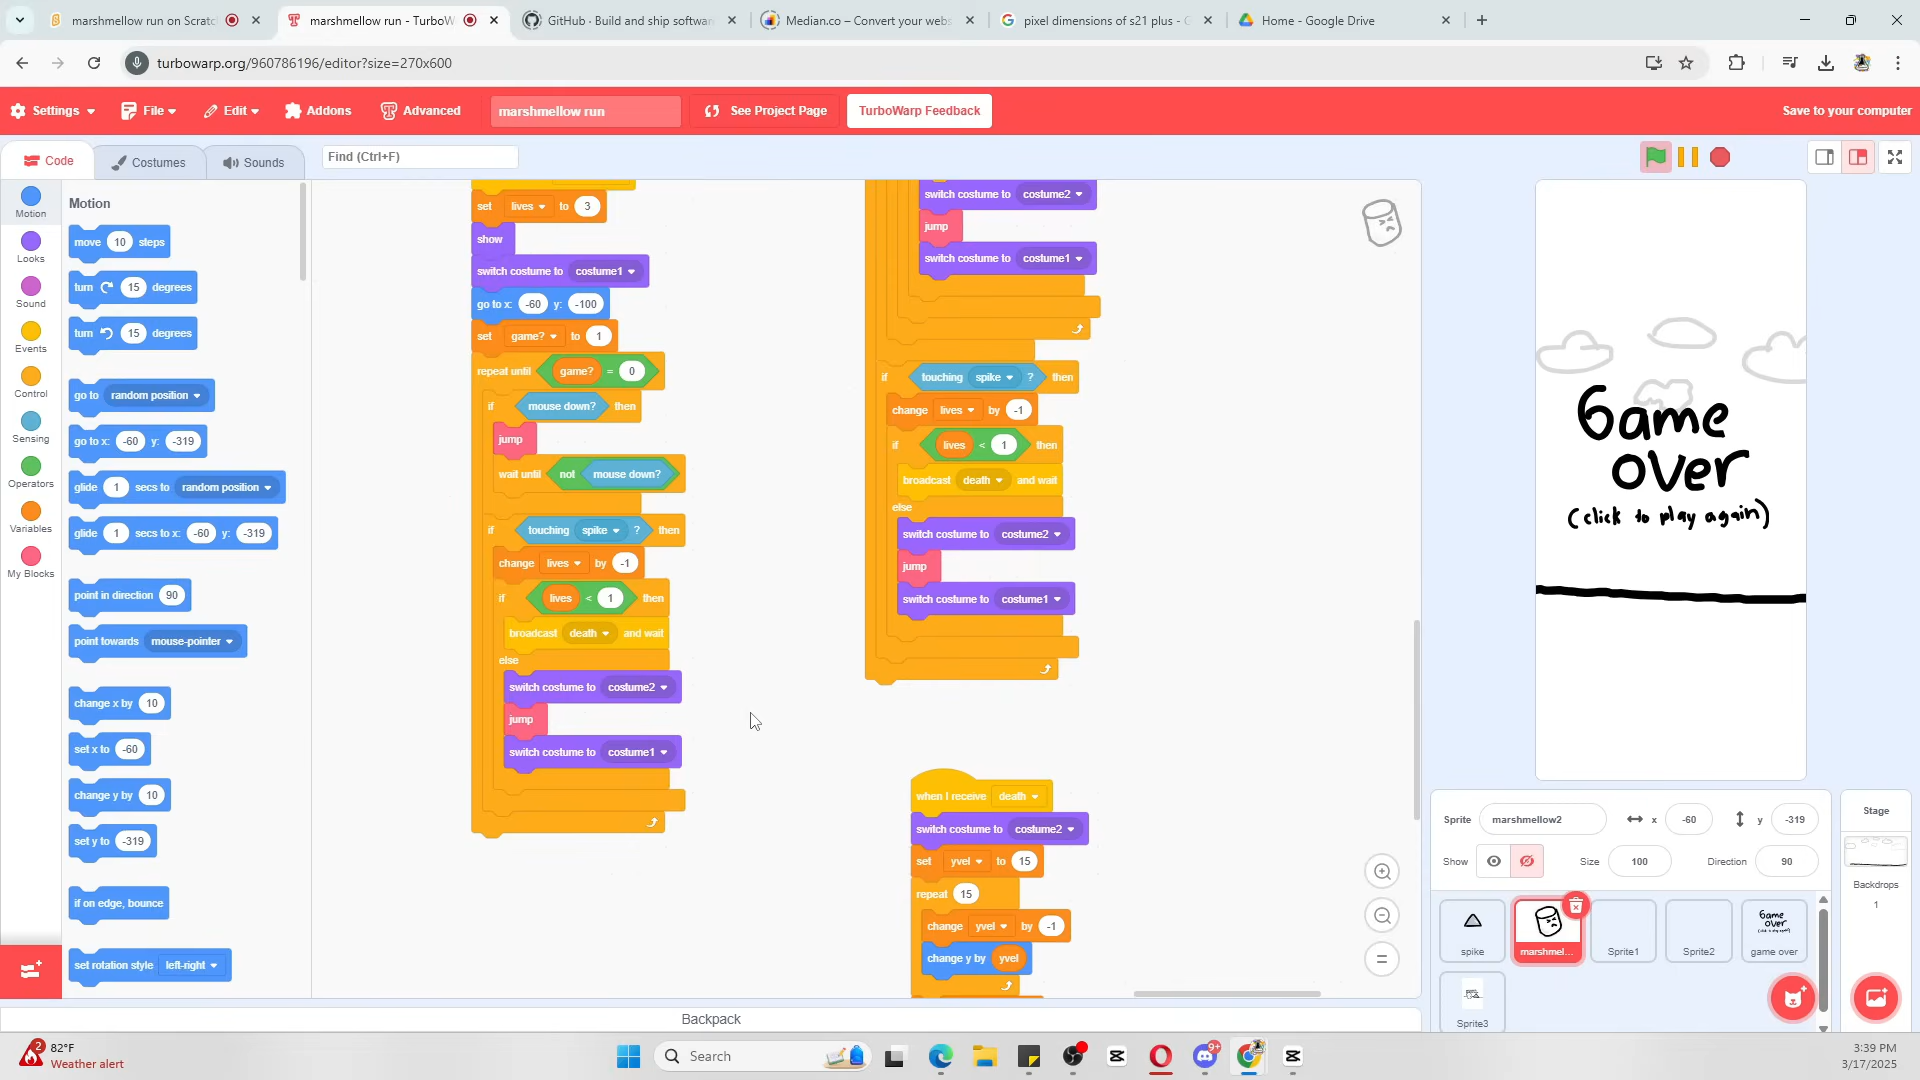 marshmellow run on Scratc
marshmellow run - TurboW
GitHub · Build and ship softwar
Median.co – Convert your webs
pixel dimensions of s21 plus - G
Home - Google Drive
turbowarp.org/960786196/editor?size=270x600
Settings
File
Edit
Addons
Advanced
marshmellow run
See Project Page
TurboWarp Feedback
Save to your computer
Code
Costumes
Sounds
Find (Ctrl+F)
Motion
Looks
Sound
Events
Control
Sensing
Operators
Variables
My Blocks
Motion
move 10 steps
turn 15 degrees
turn 15 degrees
go to random position
go to x: -60 y: -319
glide 1 secs to random position
glide 1 secs to x: -60 y: -319
point in direction 90
point towards mouse-pointer
change x by 10
set x to -60
change y by 10
set y to -319
if on edge, bounce
set rotation style left-right
set lives to 3
show
switch costume to costume1
go to x: -60 y: -100
set game? to 1
repeat until game? = 0
if mouse down? then
jump
wait until not mouse down?
if touching spike ? then
change lives by -1
if lives < 1 then
broadcast death and wait
else
switch costume to costume2
jump
switch costume to costume1
switch costume to costume2
jump
switch costume to costume1
if touching spike ? then
change lives by -1
if lives < 1 then
broadcast death and wait
else
switch costume to costume2
jump
switch costume to costume1
when I receive death
switch costume to costume2
set yvel to 15
repeat 15
change yvel by -1
change y by yvel
Game
over
(click to play again)
Sprite marshmellow2 x -60 y -319
Show Size 100 Direction 90
spike
marshmel...
Sprite1
Sprite2
Game
over
game over
Sprite3
Stage
Backdrops
1
Backpack
2
82°F
Weather alert
Search
9+
3:39 PM
3/17/2025